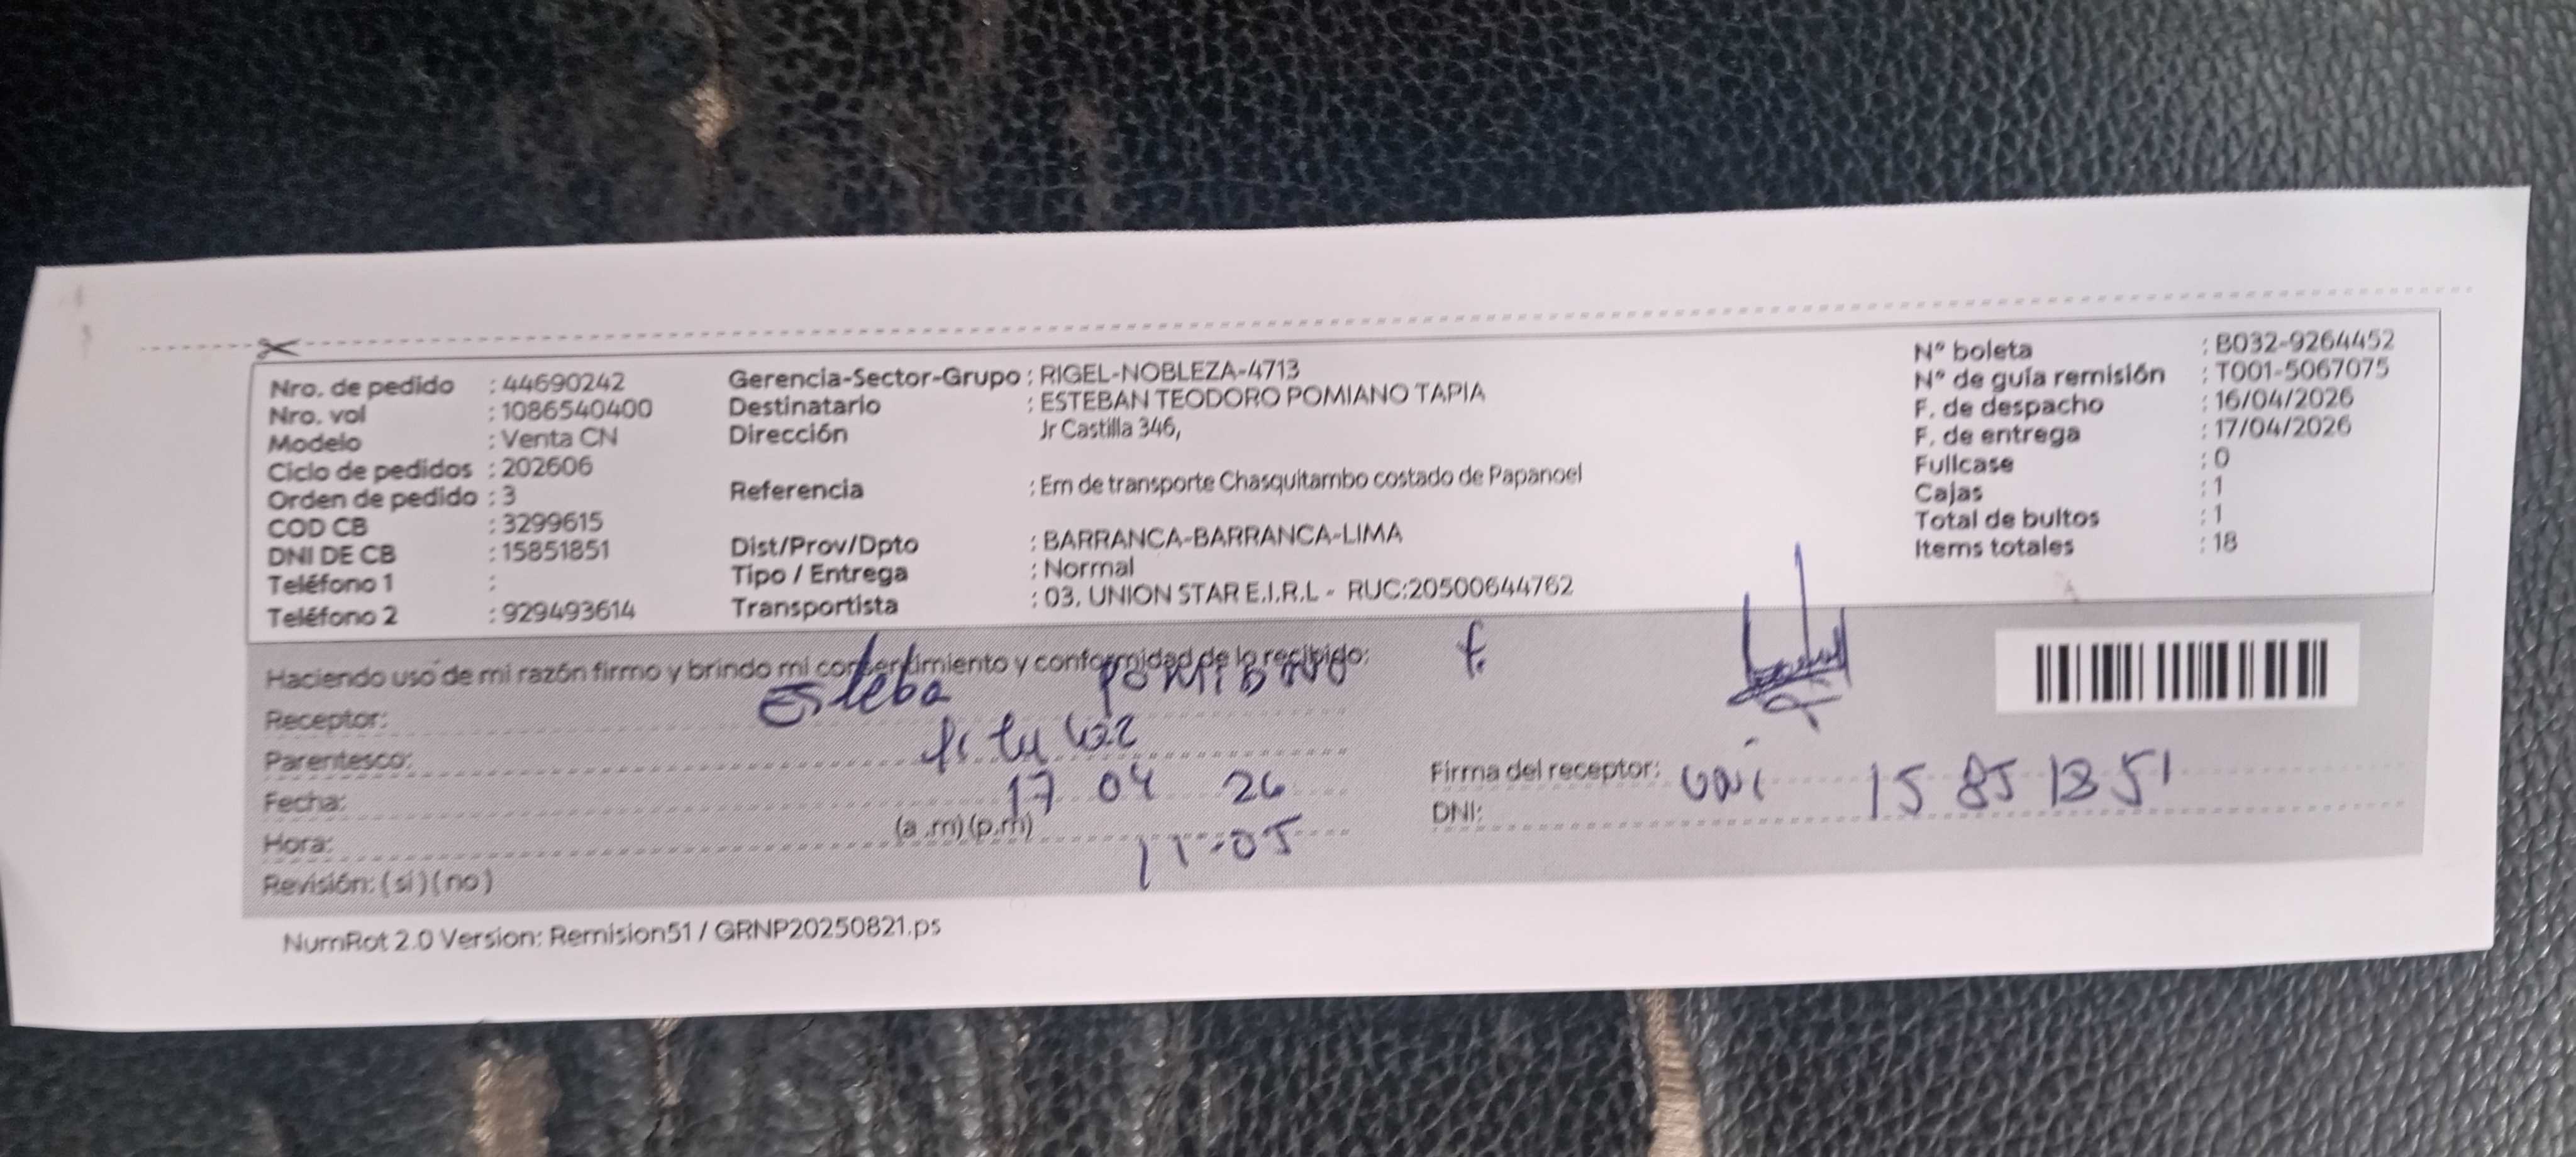 Nro. de pedido : 44690242
Nro. vol : 1086540400
Modelo : Venta CN
Ciclo de pedidos : 202606
Orden de pedido : 3
COD CB : 3299615
DNI DE CB : 15851851
Teléfono 1 :
Teléfono 2 : 929493614
Gerencia-Sector-Grupo : RIGEL-NOBLEZA-4713
Destinatario : ESTEBAN TEODORO POMIANO TAPIA
Dirección Jr Castilla 346,
Referencia : Em de transporte Chasquitambo costado de Papanoel
Dist/Prov/Dpto : BARRANCA-BARRANCA-LIMA
Tipo / Entrega : Normal
Transportista : 03. UNION STAR E.I.R.L - RUC:20500644762
N° boleta : B032-9264452
N° de guía remisión : T001-5067075
F. de despacho : 16/04/2026
F. de entrega : 17/04/2026
Fullcase : 0
Cajas : 1
Total de bultos : 1
Items totales : 18
Haciendo uso de mi razón firmo y brindo mi consentimiento y conformidad de lo recibido: f.
Receptor: Esteba
Parentesco:
Fecha: 17 04 26
Hora: (a.m)(p.m) 11-05
Revisión: (si)(no)
Firma del receptor:
DNI: 15851851
NumRot 2.0 Version: Remision51 / GRNP20250821.ps